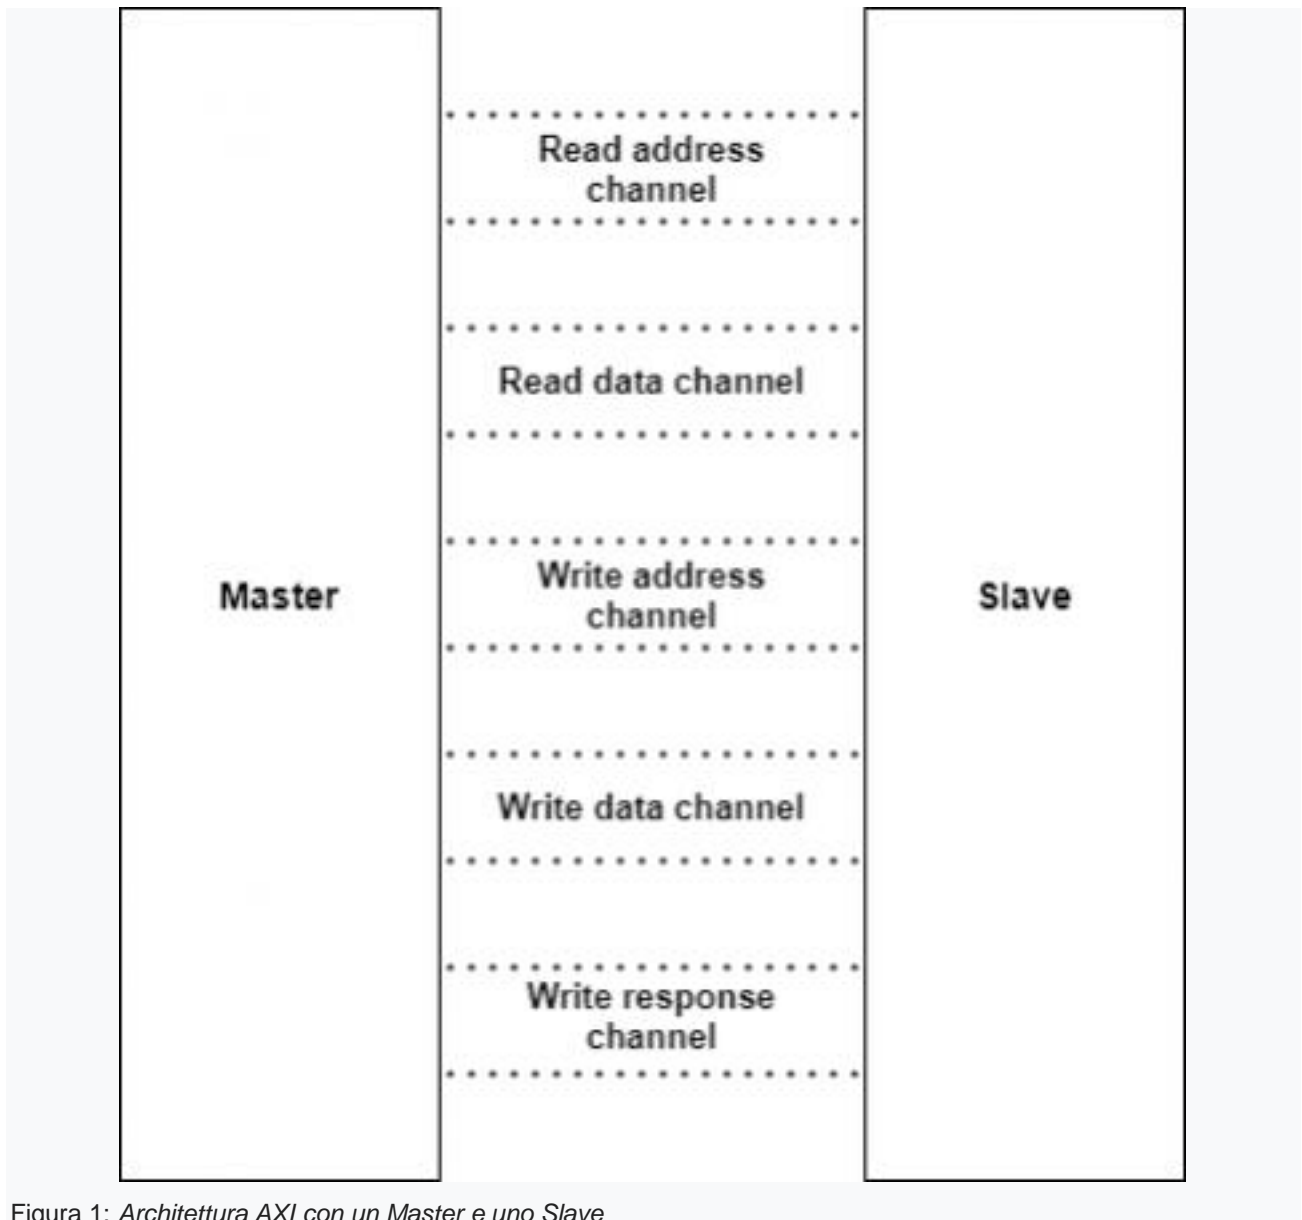 Read address
channel
Read data channel
Master
Write address
channel
Slave
Write data channel
Write response
channel
Figura 1: Architettura AXI con un Master e uno Slave